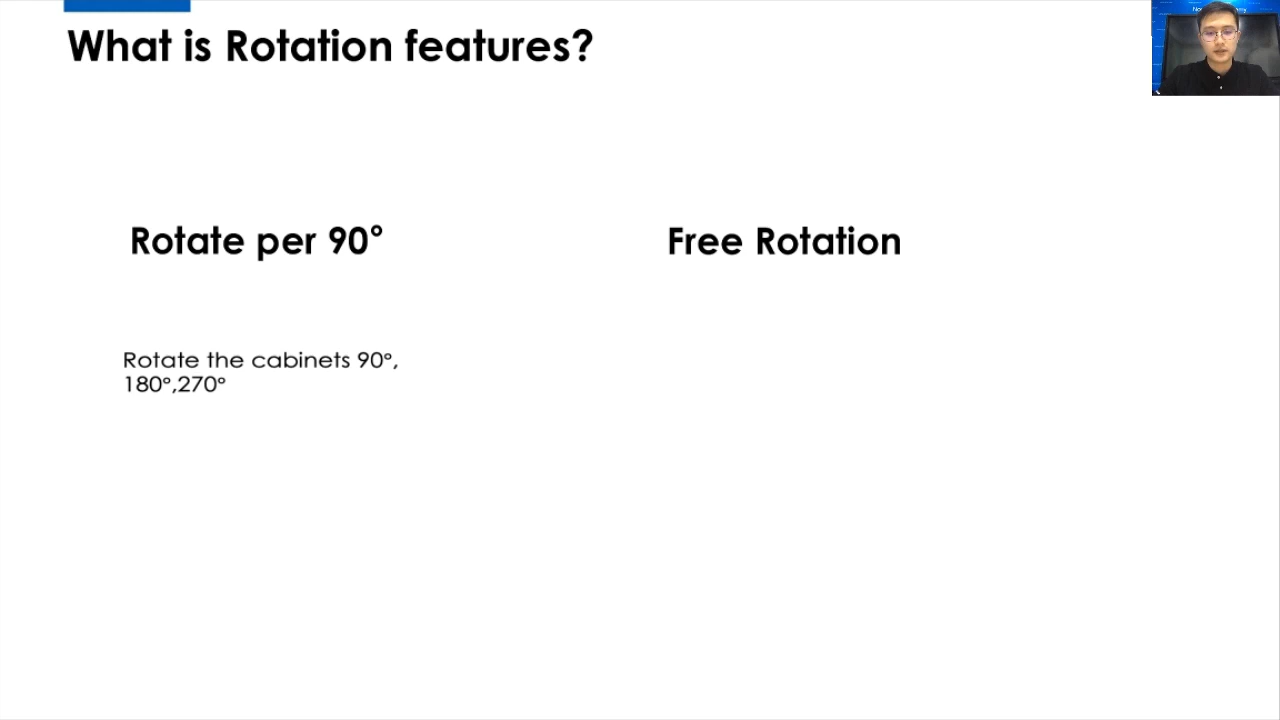 What is Rotation features?
Rotate per 90°
Free Rotation
Rotate the cabinets 90°,
180°,270°